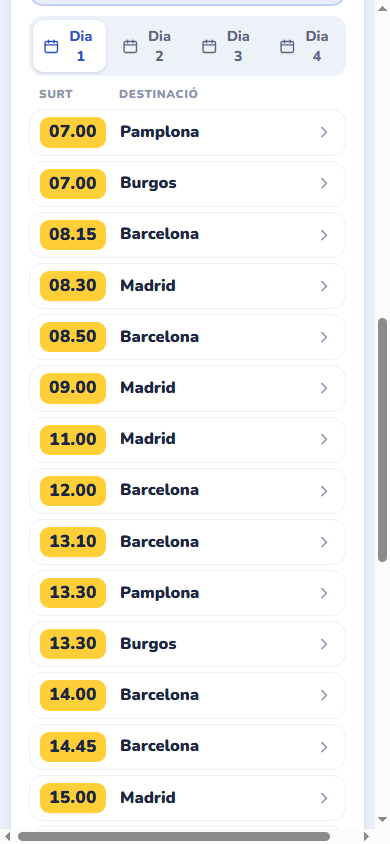 Dia 1
Dia 2
Dia 3
Dia 4
SURT DESTINACIÓ
07.00 Pamplona
07.00 Burgos
08.15 Barcelona
08.30 Madrid
08.50 Barcelona
09.00 Madrid
11.00 Madrid
12.00 Barcelona
13.10 Barcelona
13.30 Pamplona
13.30 Burgos
14.00 Barcelona
14.45 Barcelona
15.00 Madrid